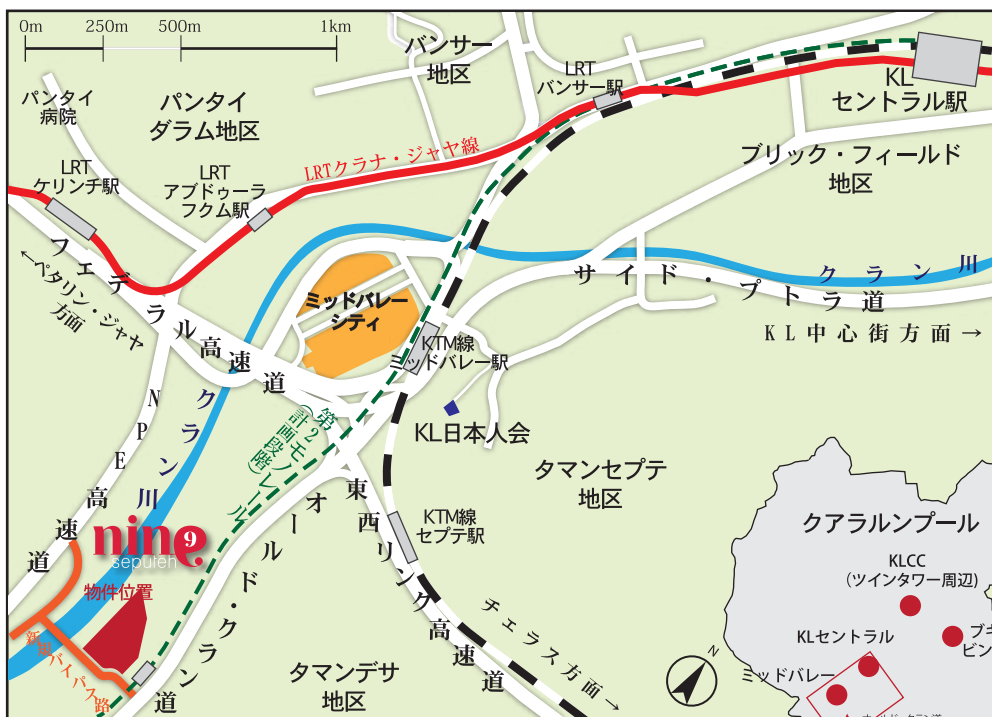 0m 250m 500m 1km
バンサー
地区
LRT
バンサー駅
KL
セントラル駅
パンタイ
病院
パンタイ
ダラム地区
LRTクラナ・ジャヤ線
ブリック・フィールド
地区
LRT
ケリンチ駅
LRT
アブドゥーラ
フクム駅
フェデラル高速道
←ペタリン・ジャヤ
方面
ミッドバレー
シティ
サイド・プトラ道
クラン川
KL中心街方面→
KTM線
ミッドバレー駅
KL日本人会
NPE高速道
クラン川
第2モノレール
(計画段階)
タマンセプテ
地区
東西リンク高速道
オールド・クラン道
KTM線
セプテ駅
nine9
sepuleh
物件位置
新規バイパス路
タマンデサ
地区
チェラス方面→
N
クアラルンプール
KLCC
(ツインタワー周辺)
ブキ
ビン
KLセントラル
ミッドバレー